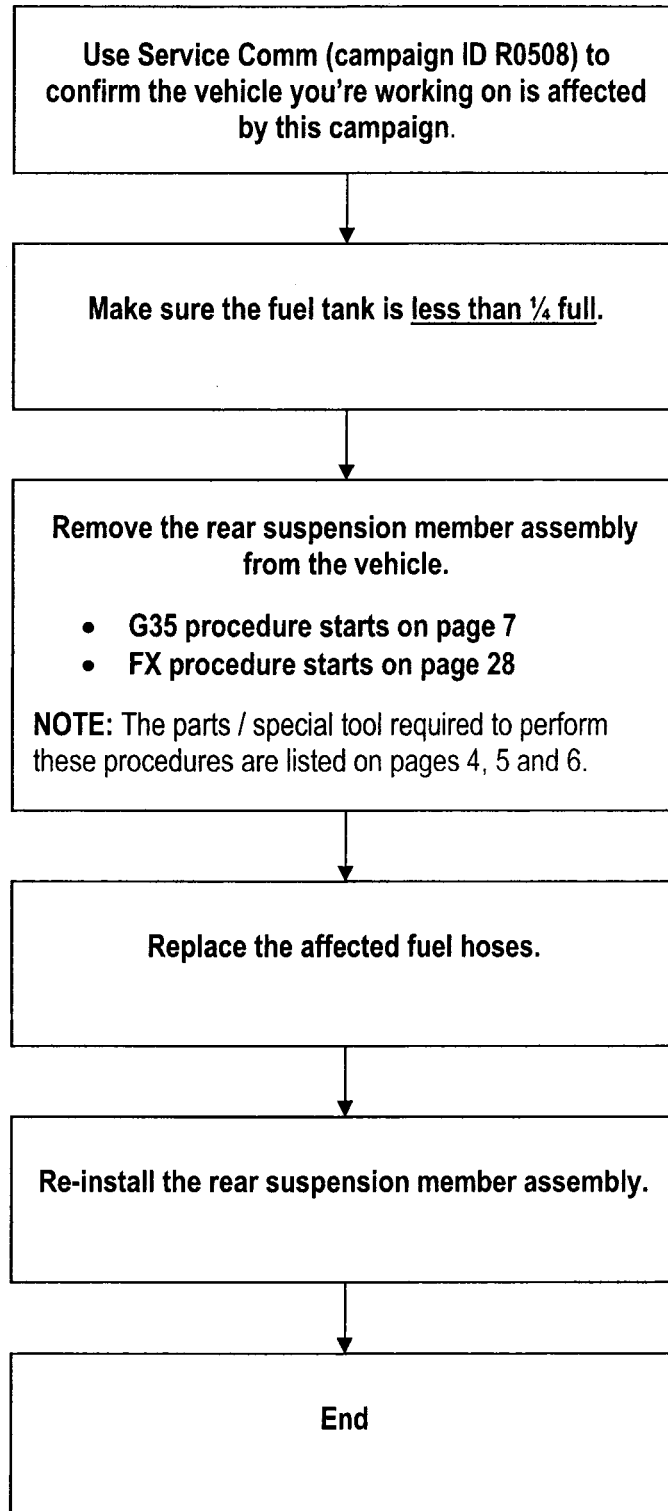 Use Service Comm (campaign ID R0508) to
confirm the vehicle you're working on is affected
by this campaign.
Make sure the fuel tank is less than ¼ full.
Remove the rear suspension member assembly
from the vehicle.
• G35 procedure starts on page 7
• FX procedure starts on page 28
NOTE: The parts / special tool required to perform
these procedures are listed on pages 4, 5 and 6.
Replace the affected fuel hoses.
Re-install the rear suspension member assembly.
End